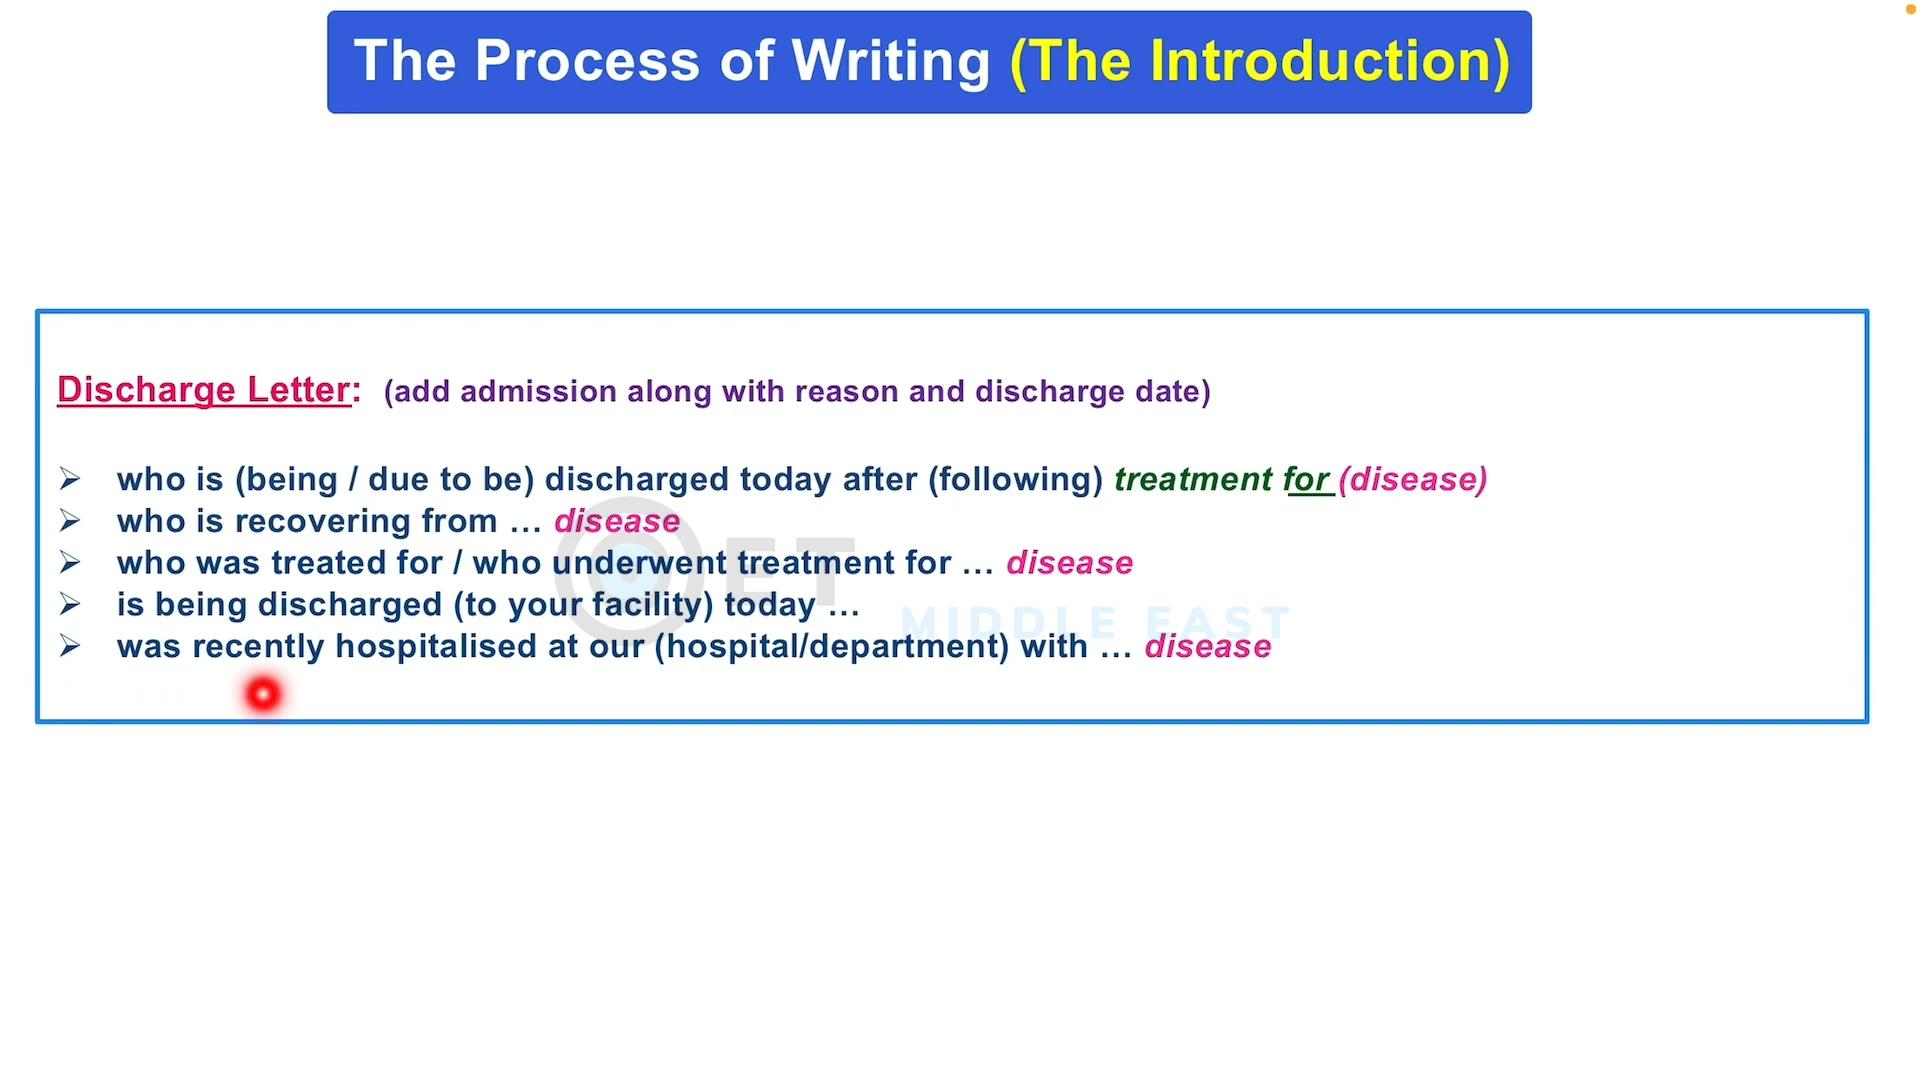 The Process of Writing (The Introduction)
Discharge Letter: (add admission along with reason and discharge date)
➢ who is (being / due to be) discharged today after (following) treatment for (disease)
➢ who is recovering from … disease
➢ who was treated for / who underwent treatment for … disease
➢ is being discharged (to your facility) today …
➢ was recently hospitalised at our (hospital/department) with … disease
ET
MIDDLE EAST